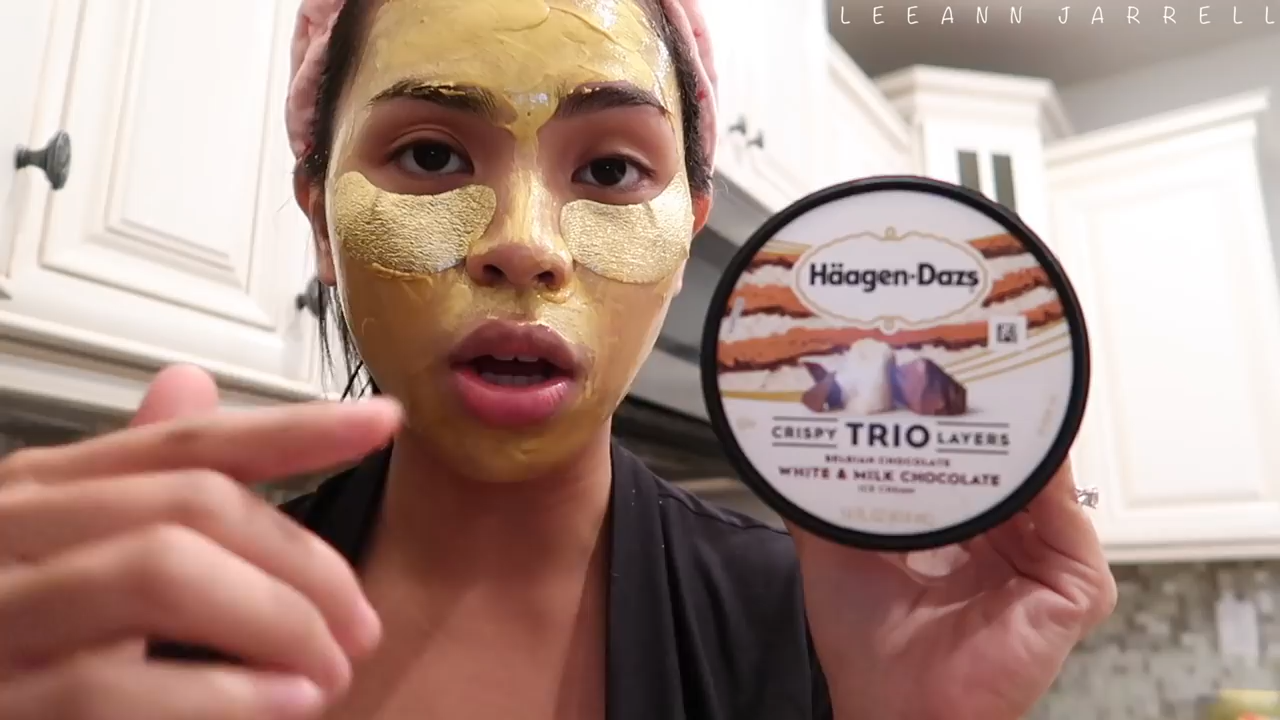 LEEANN JARRELL
Häagen-Dazs
CRISPY TRIO LAYERS
BELGIAN CHOCOLATE
WHITE & MILK CHOCOLATE
ICE CREAM